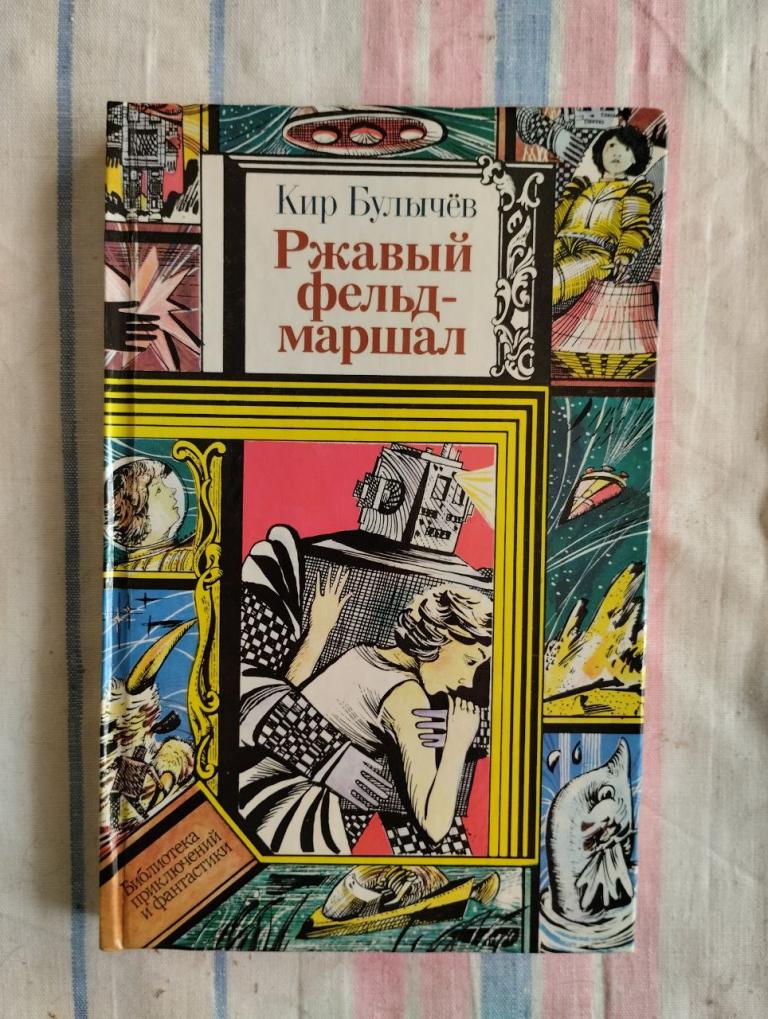 Кир Булычёв
Ржавый
фельд-
маршал
Библиотека
приключений
и фантастики